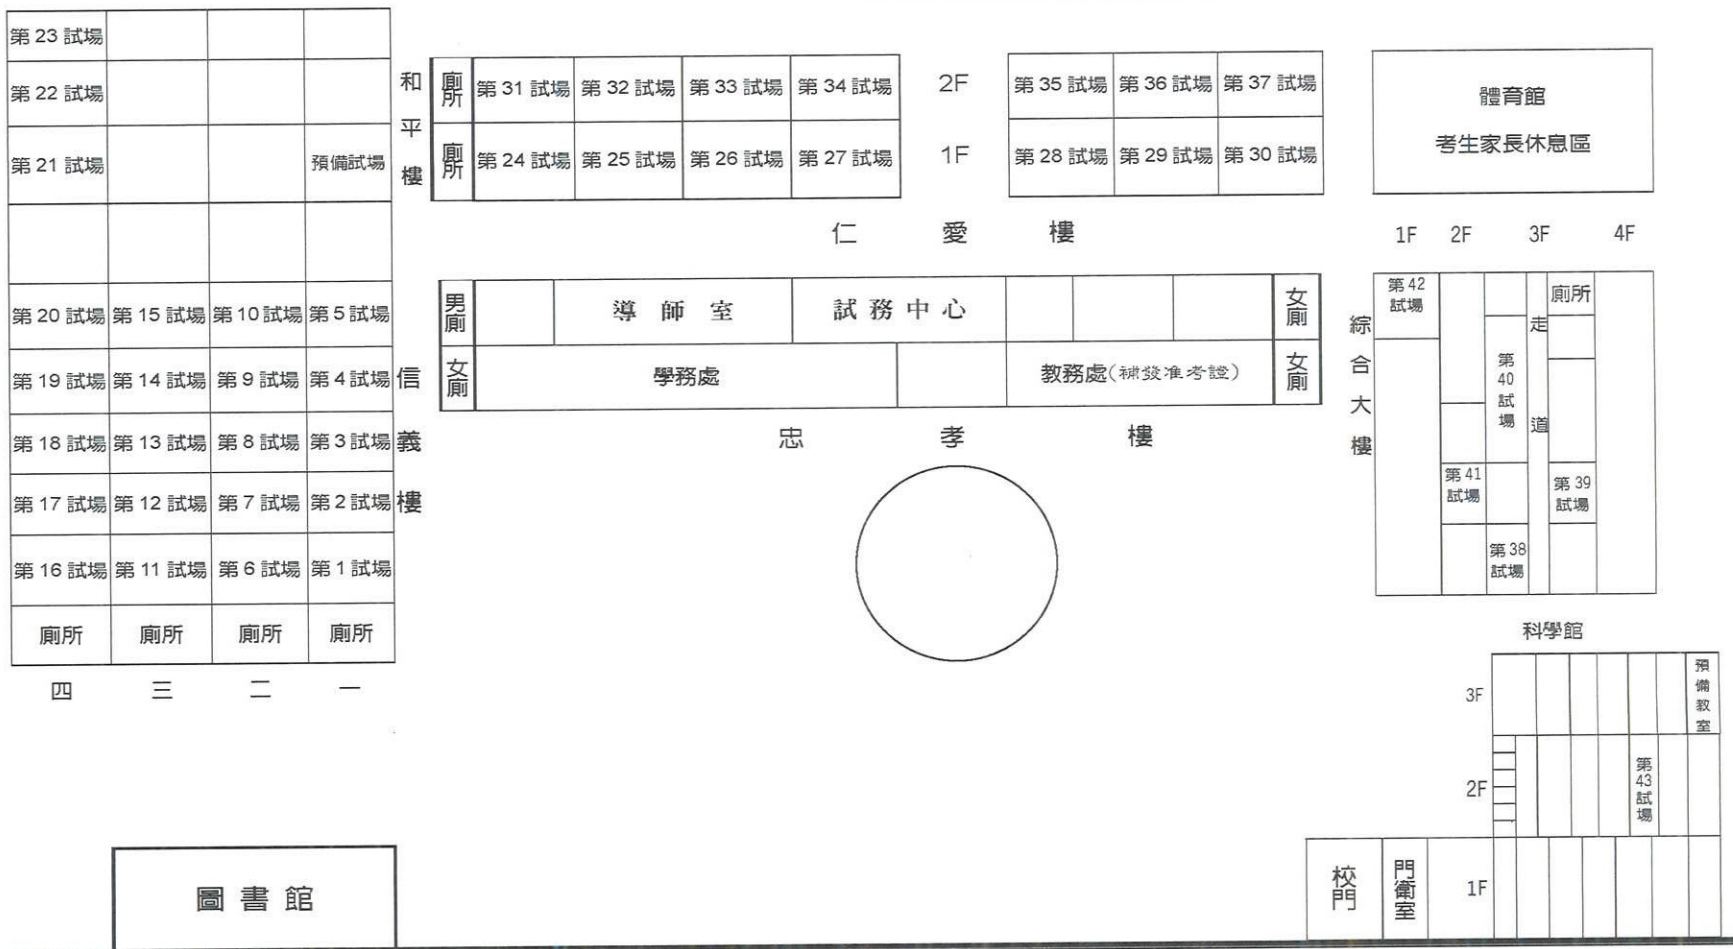 第 23 試場
第 22 試場
第 21 試場
預備試場
和平樓
第 20 試場 第 15 試場 第 10 試場 第 5 試場
第 19 試場 第 14 試場 第 9 試場 第 4 試場
第 18 試場 第 13 試場 第 8 試場 第 3 試場
第 17 試場 第 12 試場 第 7 試場 第 2 試場
第 16 試場 第 11 試場 第 6 試場 第 1 試場
廁所 廁所 廁所 廁所
四 三 二 一
信義樓
廁所 第 31 試場 第 32 試場 第 33 試場 第 34 試場 2F 第 35 試場 第 36 試場 第 37 試場
廁所 第 24 試場 第 25 試場 第 26 試場 第 27 試場 1F 第 28 試場 第 29 試場 第 30 試場
仁愛樓
體育館
考生家長休息區
男廁 導師室 試務中心 女廁
女廁 學務處 教務處(補發准考證) 女廁
忠孝樓
1F 2F 3F 4F
綜合大樓
第 42
試場
第 41
試場
第 40 試場
第 38
試場
走道
廁所
第 39
試場
科學館
3F
預備教室
2F
第 43 試場
1F
校門
門衛室
圖書館